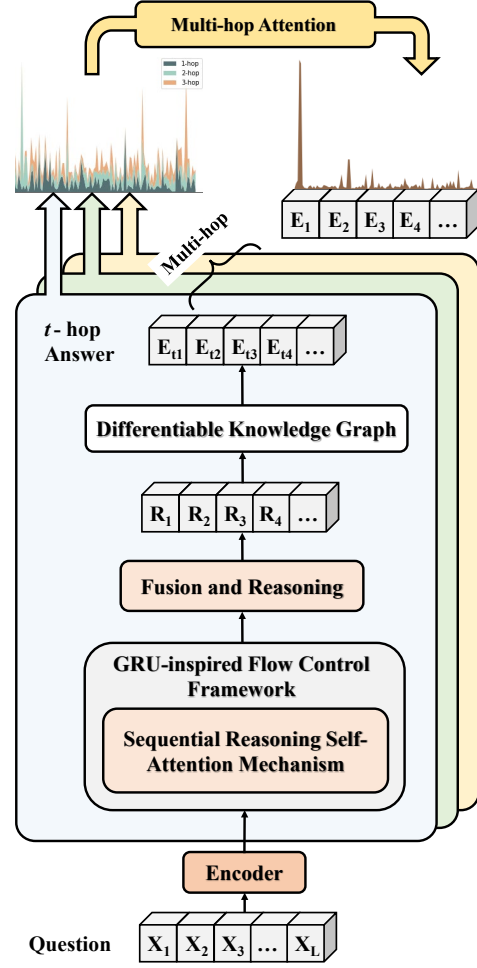 Multi-hop Attention
1-hop
2-hop
3-hop
E1 E2 E3 E4 ...
Multi-hop
t - hop
Answer
Et1 Et2 Et3 Et4 ...
Differentiable Knowledge Graph
R1 R2 R3 R4 ...
Fusion and Reasoning
GRU-inspired Flow Control
Framework
Sequential Reasoning Self-
Attention Mechanism
Encoder
Question
X1 X2 X3 ... XL